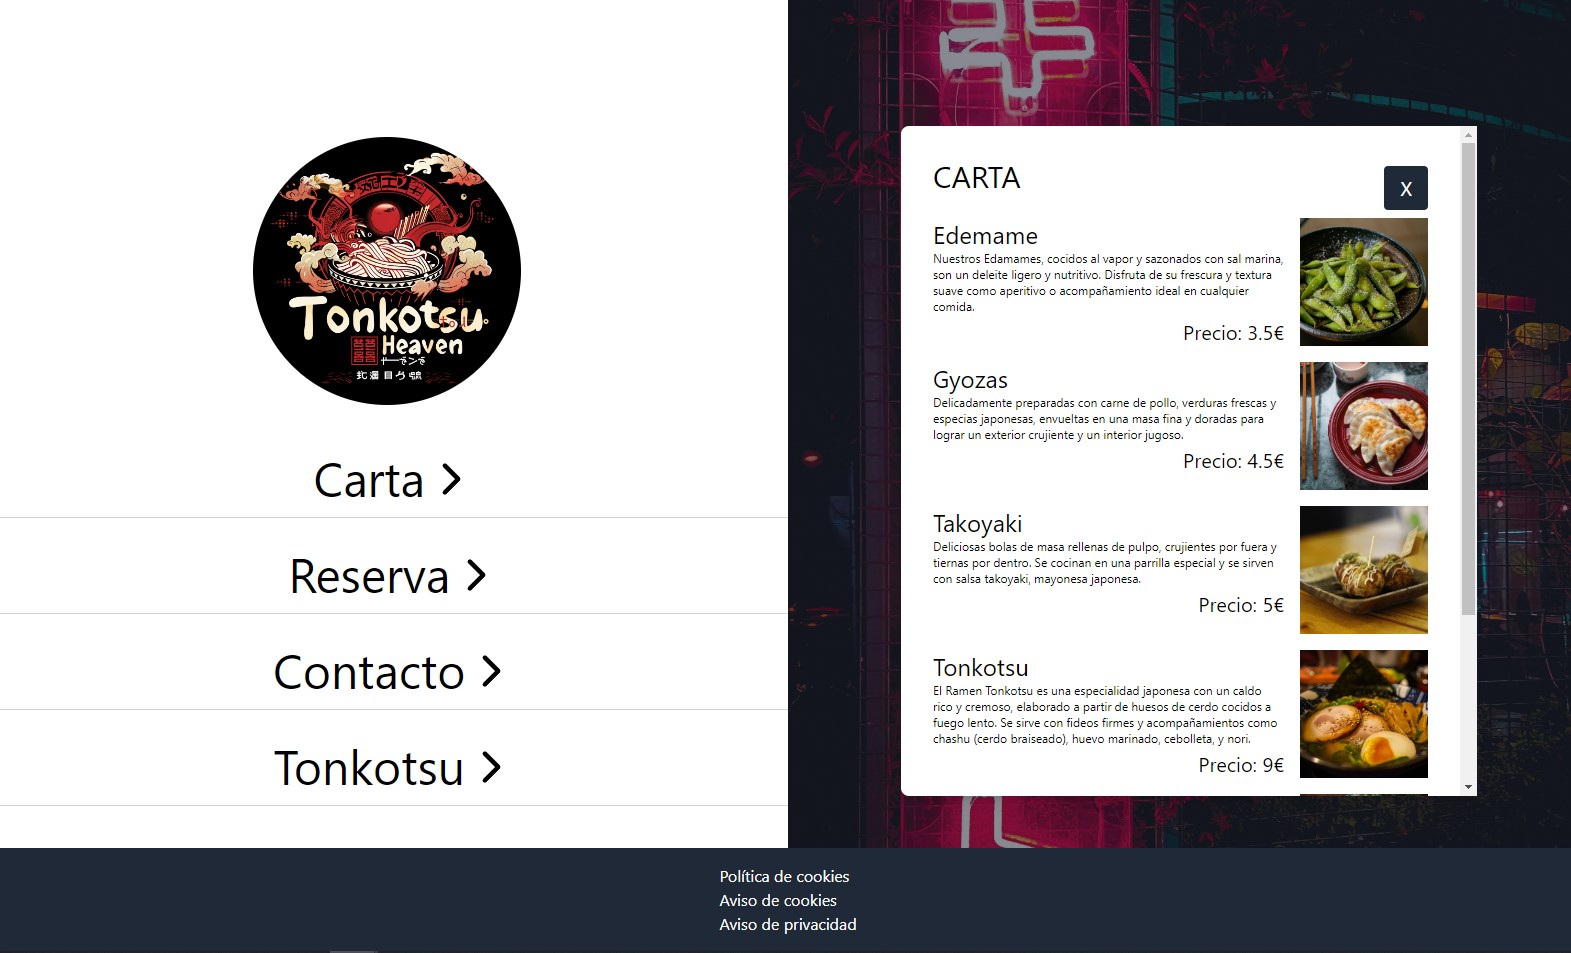 Tonkotsu
Heaven
Carta
Reserva
Contacto
Tonkotsu
CARTA
X
Edemame
Nuestros Edamames, cocidos al vapor y sazonados con sal marina,
son un deleite ligero y nutritivo. Disfruta de su frescura y textura
suave como aperitivo o acompañamiento ideal en cualquier
comida.
Precio: 3.5€
Gyozas
Delicadamente preparadas con carne de pollo, verduras frescas y
especias japonesas, envueltas en una masa fina y doradas para
lograr un exterior crujiente y un interior jugoso.
Precio: 4.5€
Takoyaki
Deliciosas bolas de masa rellenas de pulpo, crujientes por fuera y
tiernas por dentro. Se cocinan en una parrilla especial y se sirven
con salsa takoyaki, mayonesa japonesa.
Precio: 5€
Tonkotsu
El Ramen Tonkotsu es una especialidad japonesa con un caldo
rico y cremoso, elaborado a partir de huesos de cerdo cocidos a
fuego lento. Se sirve con fideos firmes y acompañamientos como
chashu (cerdo braiseado), huevo marinado, cebolleta, y nori.
Precio: 9€
Política de cookies
Aviso de cookies
Aviso de privacidad